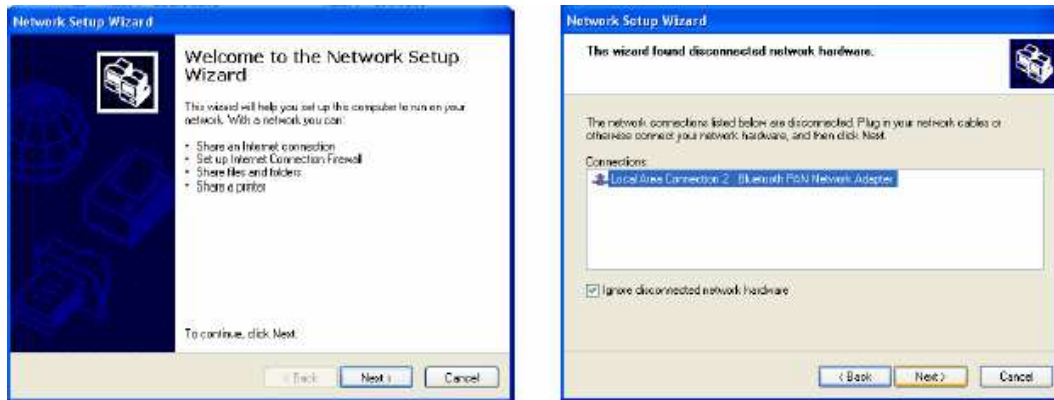 Network Setup Wizard
Welcome to the Network Setup
Wizard
This wizard will help you set up this computer to run on your
network. With a network you can:
• Share an Internet connection
• Set up Internet Connection Firewall
• Share files and folders
• Share a printer
To continue, click Next.
< Back Next > Cancel
Network Setup Wizard
The wizard found disconnected network hardware.
The network connections listed below are disconnected. Plug in your network cables or
otherwise connect your network hardware, and then click Next.
Connections:
Local Area Connection 2 Bluetooth PAN Network Adapter
Ignore disconnected network hardware
< Back Next > Cancel